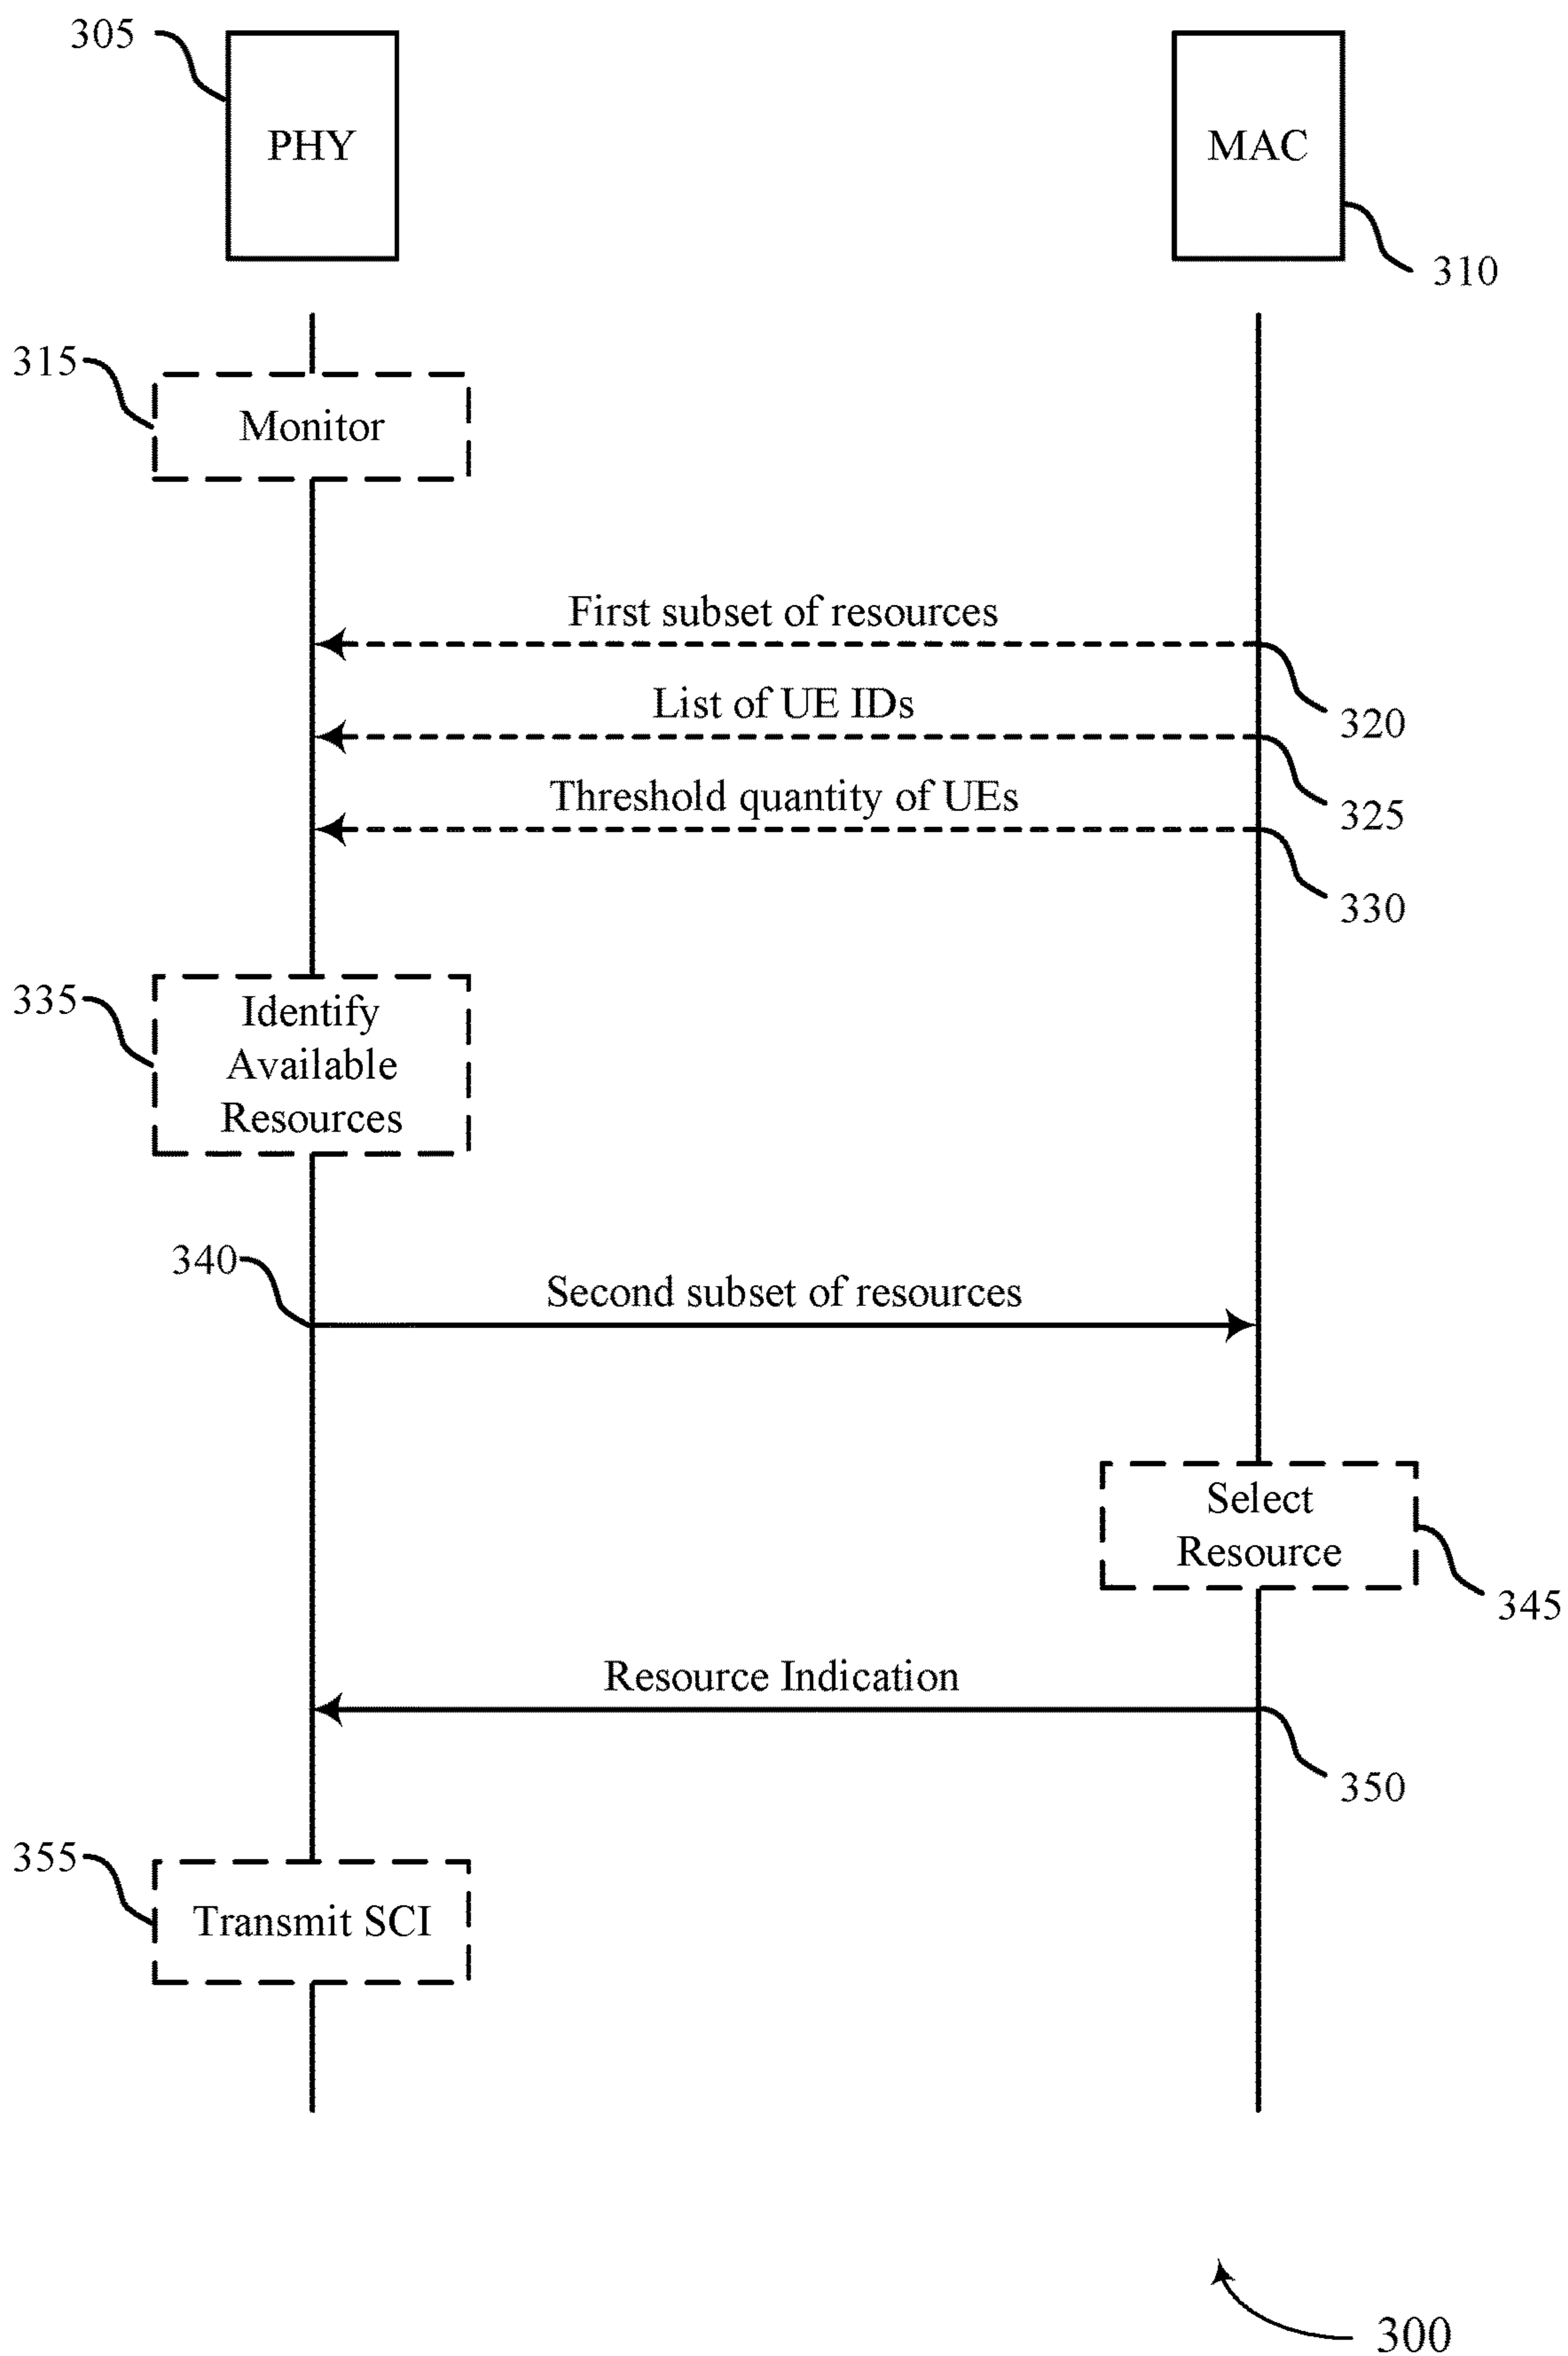 305
PHY
MAC
310
315
Monitor
First subset of resources
320
List of UE IDs
325
Threshold quantity of UEs
330
335
Identify
Available
Resources
340
Second subset of resources
Select
Resource
345
Resource Indication
350
355
Transmit SCI
300